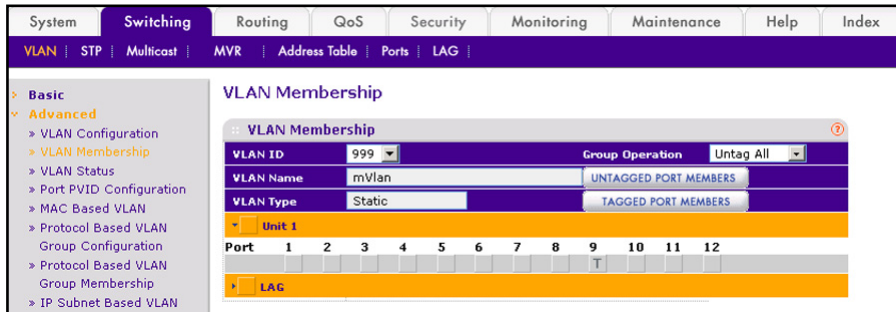 System Switching Routing QoS Security Monitoring Maintenance Help Index
VLAN STP Multicast MVR Address Table Ports LAG
Basic
Advanced
» VLAN Configuration
» VLAN Membership
» VLAN Status
» Port PVID Configuration
» MAC Based VLAN
» Protocol Based VLAN
Group Configuration
» Protocol Based VLAN
Group Membership
» IP Subnet Based VLAN
VLAN Membership
VLAN Membership ?
VLAN ID 999 Group Operation Untag All
VLAN Name mVlan UNTAGGED PORT MEMBERS
VLAN Type Static TAGGED PORT MEMBERS
Unit 1
Port 1 2 3 4 5 6 7 8 9 10 11 12
T
LAG